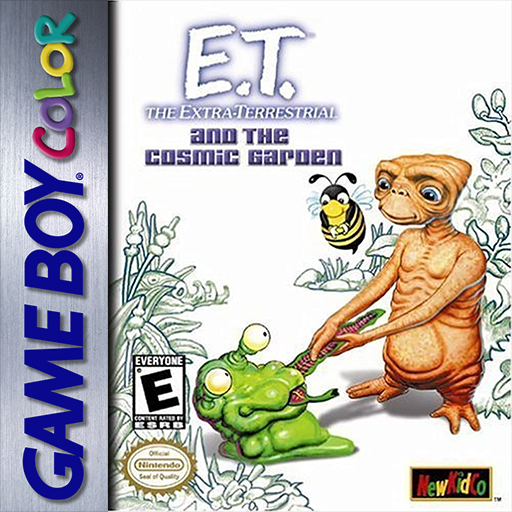 GAME BOY COLOR
E.T.
THE EXTRA-TERRESTRIAL
AND THE
COSMIC GARDEN
EVERYONE
E
CONTENT RATED BY
ESRB
Official
Nintendo
Seal of Quality
NewKidCo
TM